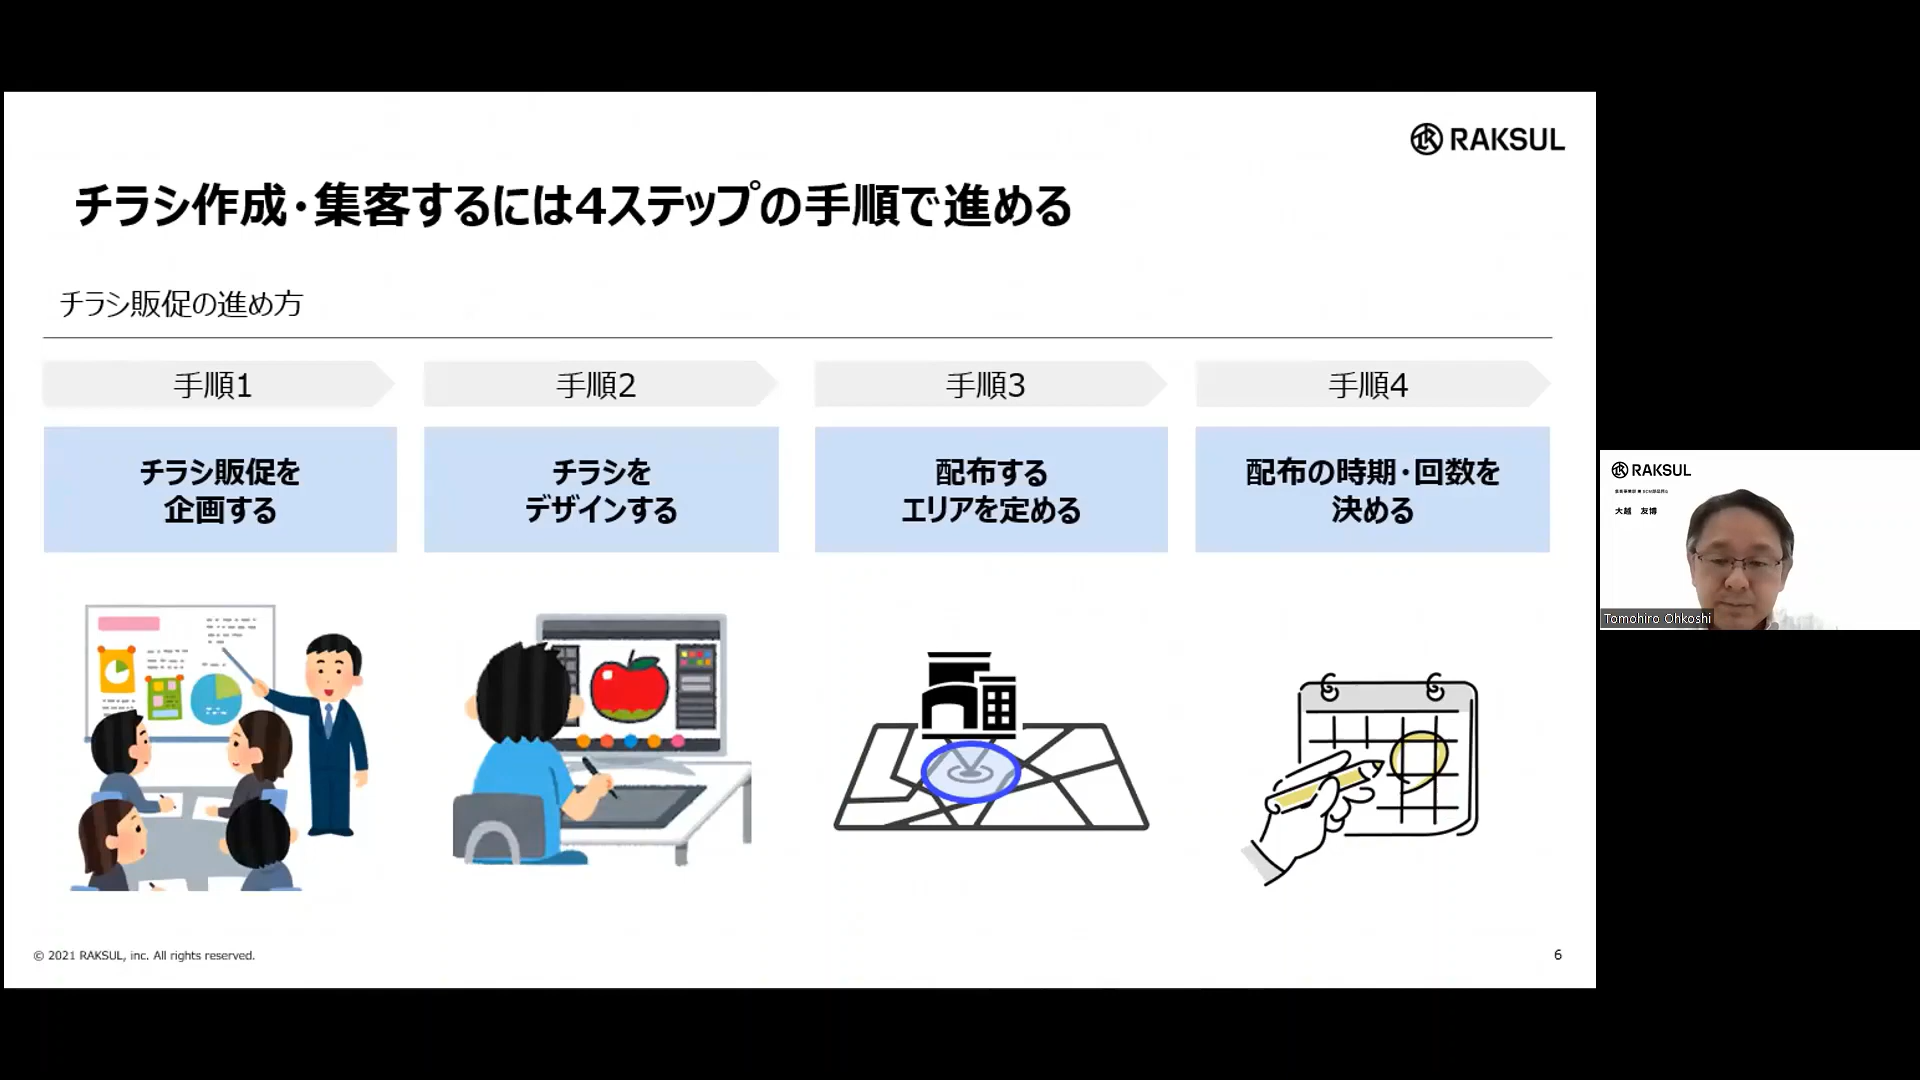 RAKSUL
チラシ作成・集客するには4ステップの手順で進める
チラシ販促の進め方
手順1
手順2
手順3
手順4
チラシ販促を
企画する
チラシを
デザインする
配布する
エリアを定める
配布の時期・回数を
決める
© 2021 RAKSUL, inc. All rights reserved.
6
RAKSUL
大越 友博
Tomohiro Ohkoshi